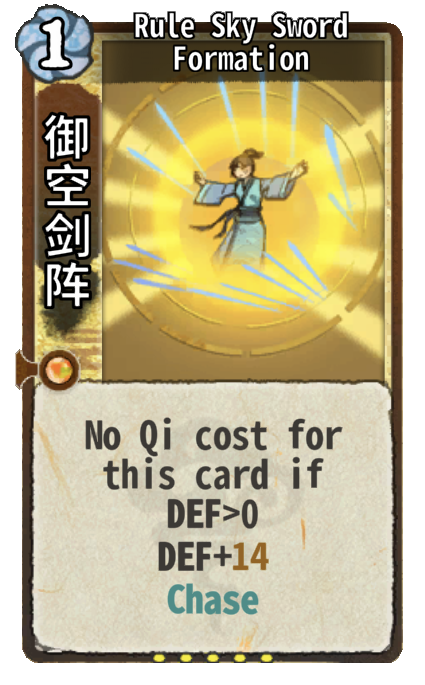 1
Rule Sky Sword
Formation
御空剑阵
No Qi cost for
this card if
DEF>0
DEF+14
Chase